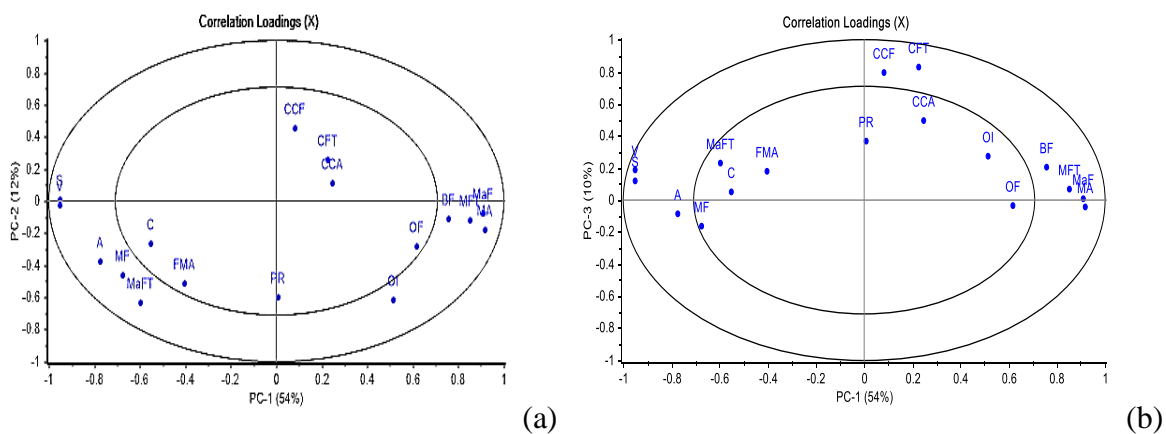 Correlation Loadings (X)
1
0.8
0.6
0.4
0.2
0
-0.2
-0.4
-0.6
-0.8
-1
PC-2 (12%)
CCF
CFT
CCA
S
V
A
C
MF
MaFT
FMA
PR
OI
OF
BF
MFT
MaF
MA
-1 -0.8 -0.6 -0.4 -0.2 0 0.2 0.4 0.6 0.8 1
PC-1 (54%)
(a)
Correlation Loadings (X)
1
0.8
0.6
0.4
0.2
0
-0.2
-0.4
-0.6
-0.8
-1
PC-3 (10%)
CCF
CFT
CCA
PR
OI
BF
MaFT
FMA
V
S
C
A
MF
OF
MFT
MaF
MA
-1 -0.8 -0.6 -0.4 -0.2 0 0.2 0.4 0.6 0.8 1
PC-1 (54%)
(b)